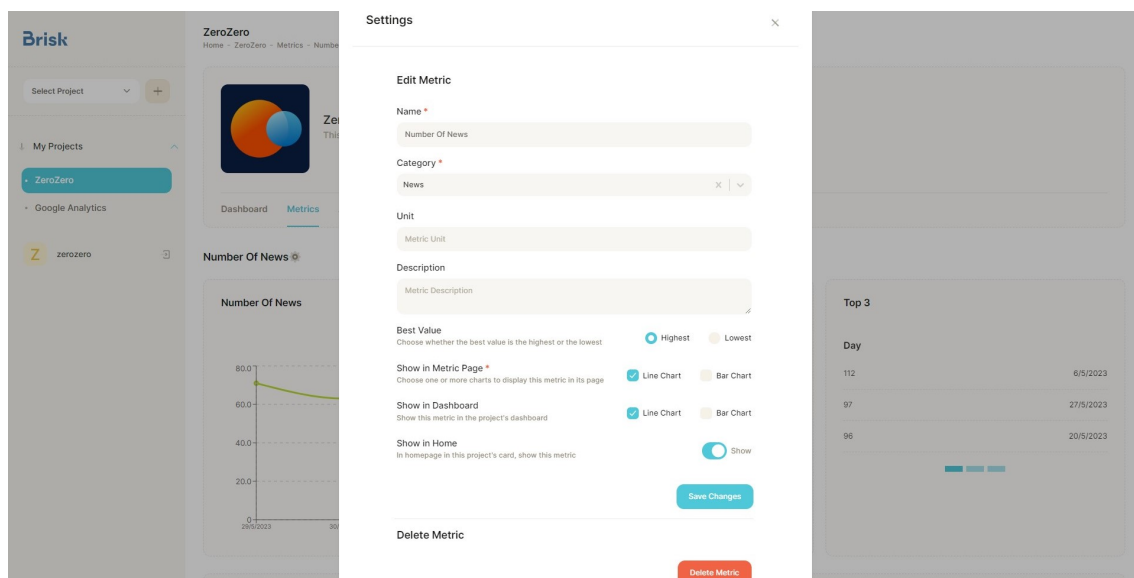 Brisk
Select Project
+
My Projects
ZeroZero
Google Analytics
Z zerozero
ZeroZero
Home - ZeroZero - Metrics -
Dashboard Metrics
Number Of News
Number Of News
80.0
60.0
40.0
20.0
0
29/5/2023
Settings
Edit Metric
Name *
Number Of News
Category *
News
Unit
Metric Unit
Description
Metric Description
Best Value
Choose whether the best value is the highest or the lowest
Highest Lowest
Show in Metric Page *
Choose one or more charts to display this metric in its page
Line Chart Bar Chart
Show in Dashboard
Show this metric in the project's dashboard
Line Chart Bar Chart
Show in Home
In homepage in this project's card, show this metric
Show
Save Changes
Delete Metric
Delete Metric
Top 3
Day
112 6/5/2023
97 27/5/2023
96 20/5/2023